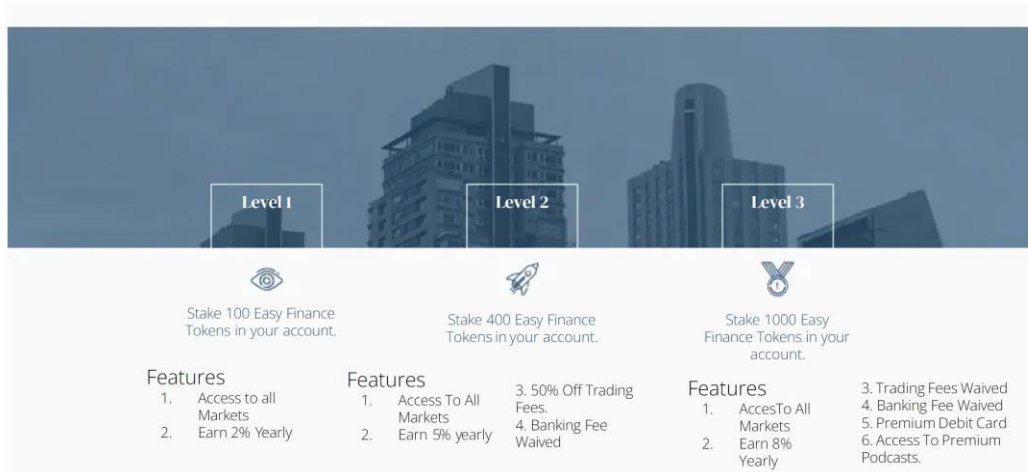 Level 1
Level 2
Level 3
Stake 100 Easy Finance
Tokens in your account.
Stake 400 Easy Finance
Tokens in your account.
Stake 1000 Easy
Finance Tokens in your
account.
Features
1. Access to all
Markets
2. Earn 2% Yearly
Features
1. Access To All
Markets
2. Earn 5% yearly
3. 50% Off Trading
Fees.
4. Banking Fee
Waived
Features
1. AccesTo All
Markets
2. Earn 8%
Yearly
3. Trading Fees Waived
4. Banking Fee Waived
5. Premium Debit Card
6. Access To Premium
Podcasts.